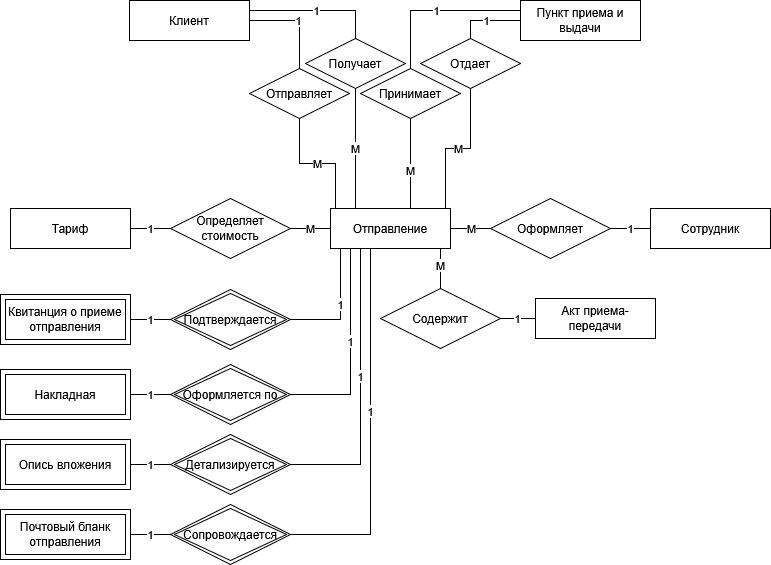 Клиент
1
1
1
1
Пункт приема и
выдачи
Получает
Отдает
Отправляет
Принимает
М
М
М
М
Тариф
1
Определяет
стоимость
М
Отправление
М
Оформляет
1
Сотрудник
М
Квитанция о приеме
отправления
1
Подтверждается
1
Содержит
1
Акт приема-
передачи
1
Накладная
1
Оформляется по
1
Опись вложения
1
Детализируется
1
Почтовый бланк
отправления
1
Сопровождается